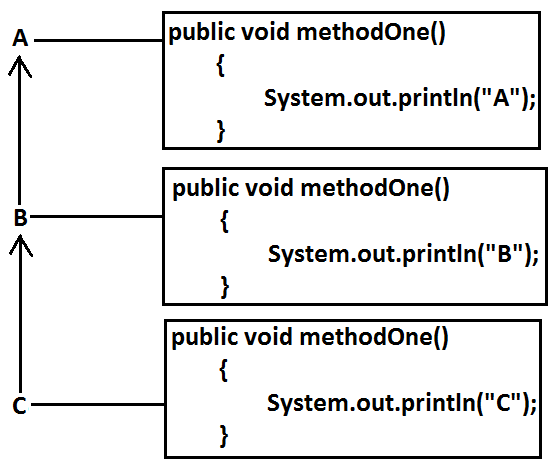 A
public void methodOne()
{
System.out.println("A");
}
B
public void methodOne()
{
System.out.println("B");
}
C
public void methodOne()
{
System.out.println("C");
}